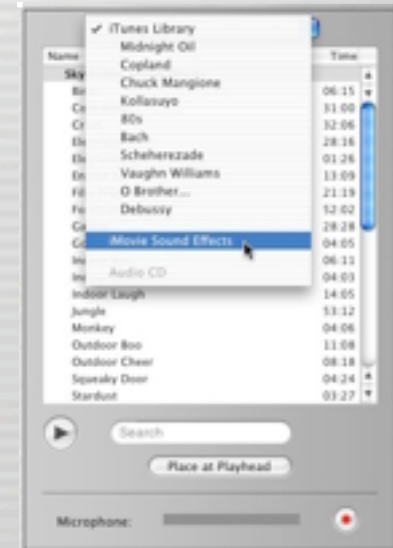 ✓ iTunes Library
Midnight Oil
Copland
Chuck Mangione
Kollasuyo
80s
Bach
Scheherezade
Vaughn Williams
O Brother...
Debussy
iMovie Sound Effects
Audio CD
Name Time
Sky
06:15
31:00
32:06
28:16
01:26
13:09
21:19
52:02
28:28
04:05
06:11
04:03
Indoor Laugh 14:05
Jungle 53:12
Monkey 04:06
Outdoor Boo 11:08
Outdoor Cheer 08:18
Squeaky Door 04:24
Stardust 03:27
Search
Place at Playhead
Microphone: